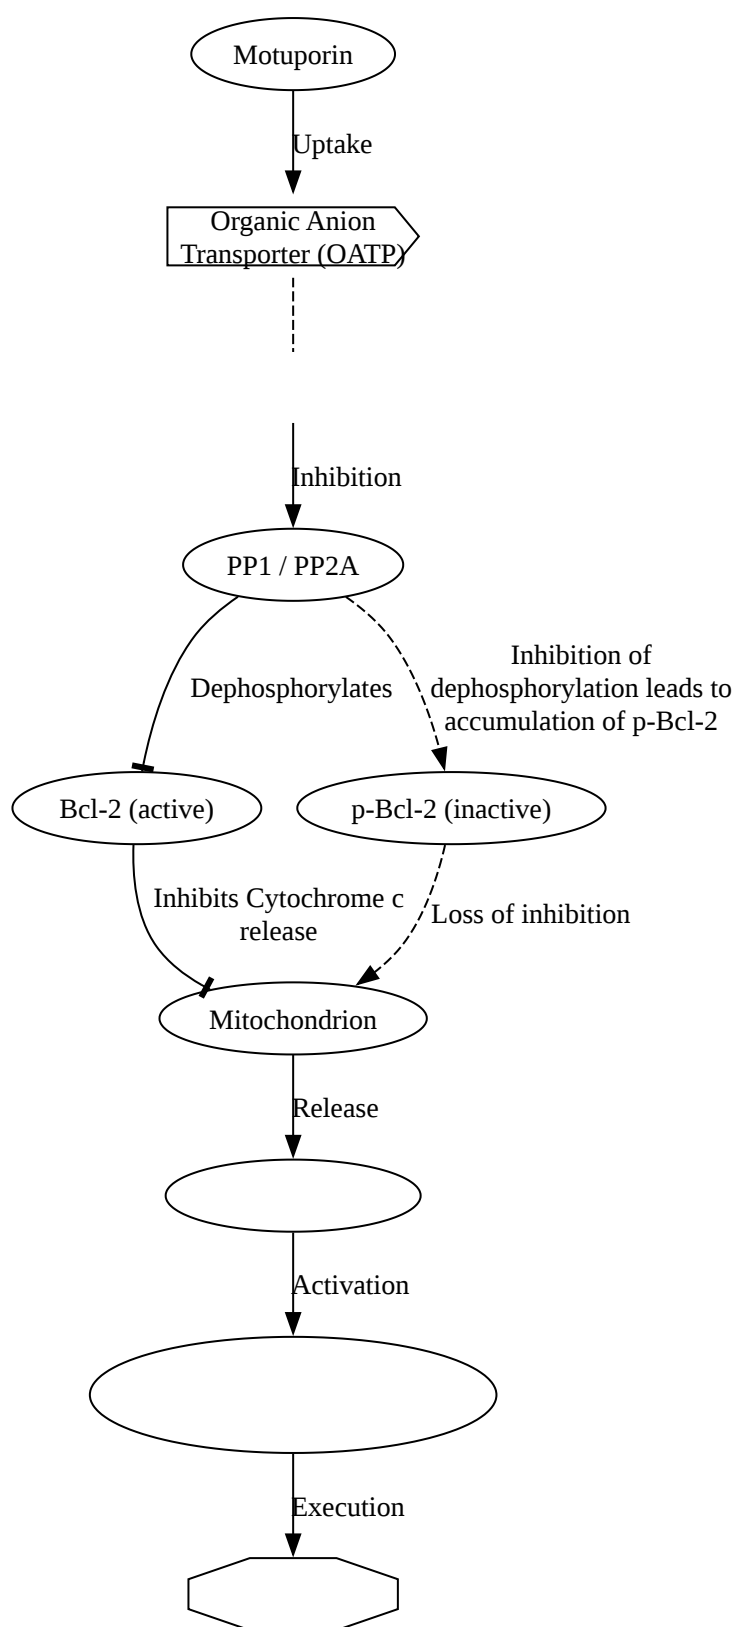 Motuporin
Uptake
Organic Anion
Transporter (OATP)
Inhibition
PP1 / PP2A
Dephosphorylates
Inhibition of
dephosphorylation leads to
accumulation of p-Bcl-2
Bcl-2 (active)
p-Bcl-2 (inactive)
Inhibits Cytochrome c
release
Loss of inhibition
Mitochondrion
Release
Activation
Execution